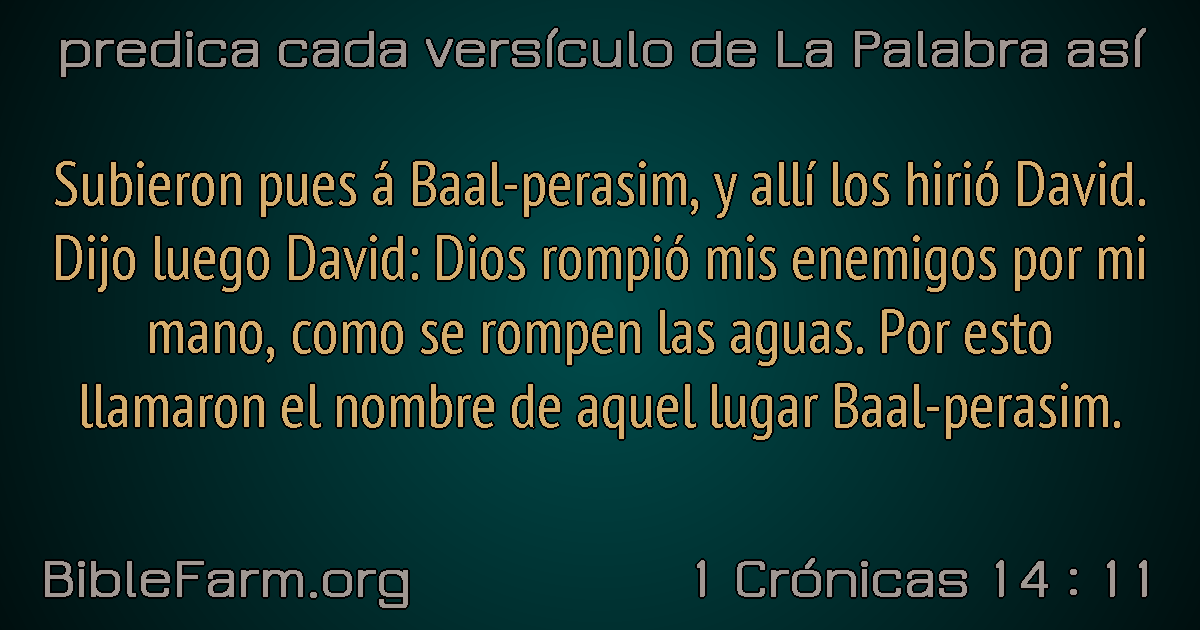 predica cada versículo de La Palabra así
Subieron pues á Baal-perasim, y allí los hirió David.
Dijo luego David: Dios rompió mis enemigos por mi
mano, como se rompen las aguas. Por esto
llamaron el nombre de aquel lugar Baal-perasim.
BibleFarm.org
1 Crónicas 14 : 11